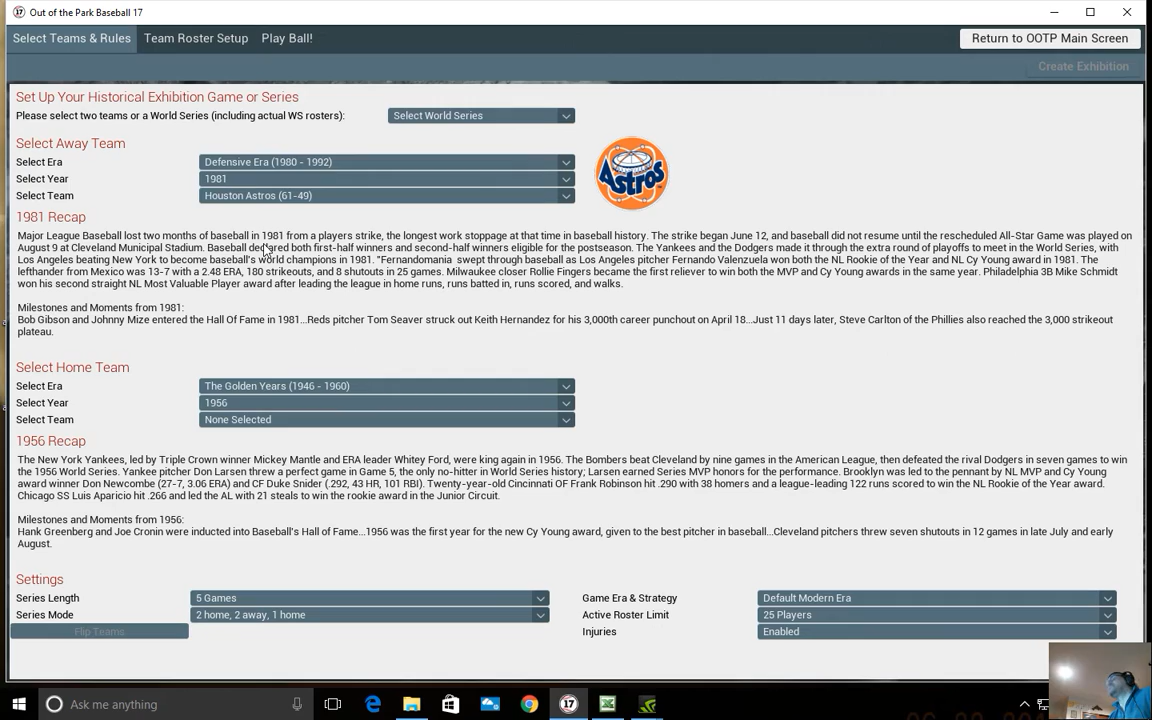 17 Out of the Park Baseball 17
Select Teams & Rules Team Roster Setup Play Ball! Return to OOTP Main Screen
Create Exhibition
Set Up Your Historical Exhibition Game or Series
Please select two teams or a World Series (including actual WS rosters): Select World Series
Select Away Team
Select Era Defensive Era (1980 - 1992)
Select Year 1981
Select Team Houston Astros (61-49)
Astros
1981 Recap
Major League Baseball lost two months of baseball in 1981 from a players strike, the longest work stoppage at that time in baseball history. The strike began June 12, and baseball did not resume until the rescheduled All-Star Game was played on
August 9 at Cleveland Municipal Stadium. Baseball declared both first-half winners and second-half winners eligible for the postseason. The Yankees and the Dodgers made it through the extra round of playoffs to meet in the World Series, with
Los Angeles beating New York to become baseball's world champions in 1981. "Fernandomania swept through baseball as Los Angeles pitcher Fernando Valenzuela won both the NL Rookie of the Year and NL Cy Young award in 1981. The
lefthander from Mexico was 13-7 with a 2.48 ERA, 180 strikeouts, and 8 shutouts in 25 games. Milwaukee closer Rollie Fingers became the first reliever to win both the MVP and Cy Young awards in the same year. Philadelphia 3B Mike Schmidt
won his second straight NL Most Valuable Player award after leading the league in home runs, runs batted in, runs scored, and walks.
Milestones and Moments from 1981:
Bob Gibson and Johnny Mize entered the Hall Of Fame in 1981...Reds pitcher Tom Seaver struck out Keith Hernandez for his 3,000th career punchout on April 18...Just 11 days later, Steve Carlton of the Phillies also reached the 3,000 strikeout
plateau.
Select Home Team
Select Era The Golden Years (1946 - 1960)
Select Year 1956
Select Team None Selected
1956 Recap
The New York Yankees, led by Triple Crown winner Mickey Mantle and ERA leader Whitey Ford, were king again in 1956. The Bombers beat Cleveland by nine games in the American League, then defeated the rival Dodgers in seven games to win
the 1956 World Series. Yankee pitcher Don Larsen threw a perfect game in Game 5, the only no-hitter in World Series history; Larsen earned Series MVP honors for the performance. Brooklyn was led to the pennant by NL MVP and Cy Young
award winner Don Newcombe (27-7, 3.06 ERA) and CF Duke Snider (.292, 43 HR, 101 RBI). Twenty-year-old Cincinnati OF Frank Robinson hit .290 with 38 homers and a league-leading 122 runs scored to win the NL Rookie of the Year award.
Chicago SS Luis Aparicio hit .266 and led the AL with 21 steals to win the rookie award in the Junior Circuit.
Milestones and Moments from 1956:
Hank Greenberg and Joe Cronin were inducted into Baseball's Hall of Fame...1956 was the first year for the new Cy Young award, given to the best pitcher in baseball...Cleveland pitchers threw seven shutouts in 12 games in late July and early
August.
Settings
Series Length 5 Games Game Era & Strategy Default Modern Era
Series Mode 2 home, 2 away, 1 home Active Roster Limit 25 Players
Flip Teams Injuries Enabled
Ask me anything 17